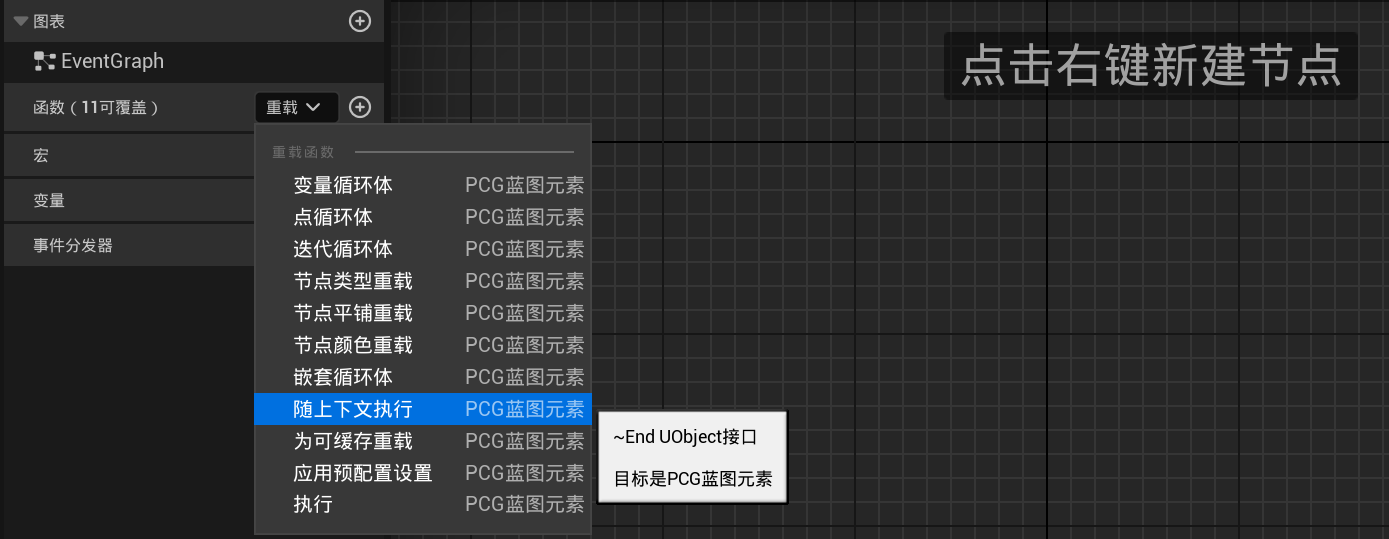 图表
EventGraph
点击右键新建节点
函数（11可覆盖）
重载
宏
变量
事件分发器
重载函数
变量循环体 PCG蓝图元素
点循环体 PCG蓝图元素
迭代循环体 PCG蓝图元素
节点类型重载 PCG蓝图元素
节点平铺重载 PCG蓝图元素
节点颜色重载 PCG蓝图元素
嵌套循环体 PCG蓝图元素
随上下文执行 PCG蓝图元素
为可缓存重载 PCG蓝图元素
应用预配置设置 PCG蓝图元素
执行 PCG蓝图元素
~End UObject接口
目标是PCG蓝图元素